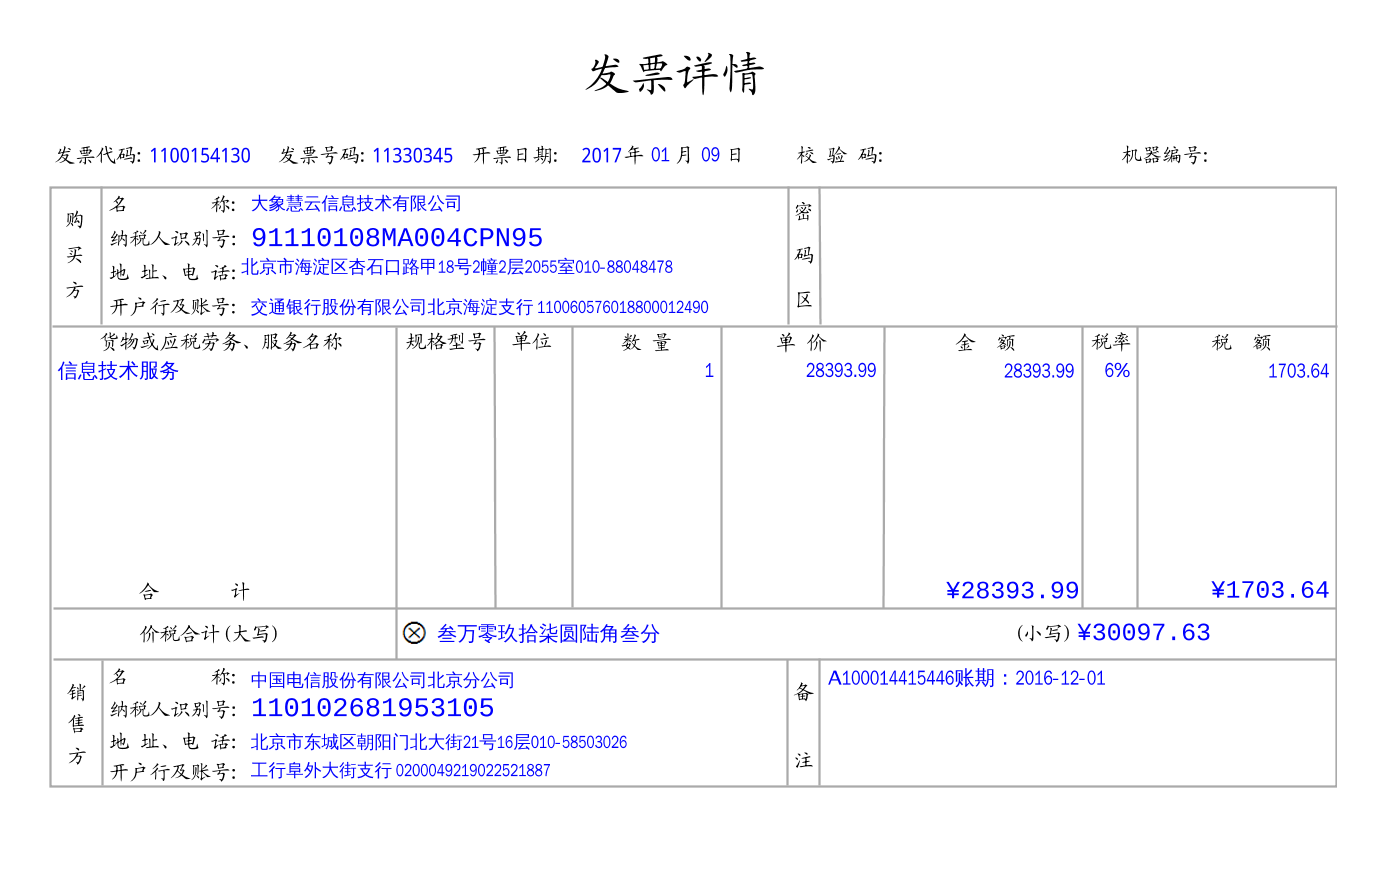 发票详情
发票代码: 1100154130 发票号码: 11330345 开票日期: 2017年 01月 09日 校 验 码: 机器编号:
购买方
名 称: 大象慧云信息技术有限公司
纳税人识别号: 91110108MA004CPN95
地 址、电 话: 北京市海淀区杏石口路甲18号2幢2层2055室010-88048478
开户行及账号: 交通银行股份有限公司北京海淀支行 110060576018800012490
密码区
货物或应税劳务、服务名称 规格型号 单位 数 量 单 价 金 额 税率 税 额
信息技术服务 1 28393.99 28393.99 6% 1703.64
合 计 ¥28393.99 ¥1703.64
价税合计(大写) ⊗ 叁万零玖拾柒圆陆角叁分 (小写) ¥30097.63
销售方
名 称: 中国电信股份有限公司北京分公司
纳税人识别号: 110102681953105
地 址、电 话: 北京市东城区朝阳门北大街21号16层010-58503026
开户行及账号: 工行阜外大街支行 0200049219022521887
备注
A100014415446账期：2016-12-01